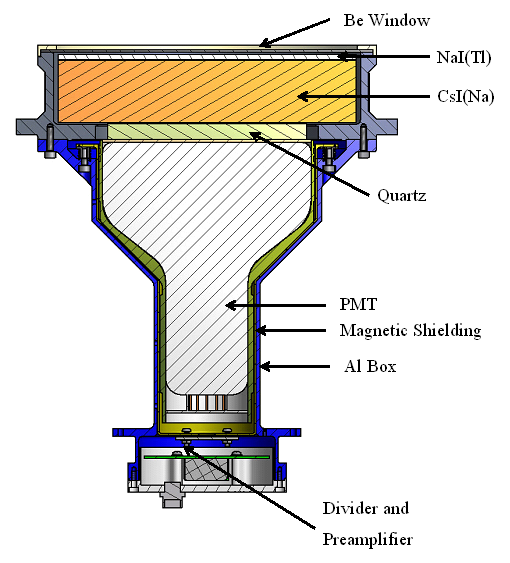 Be Window
NaI(Tl)
CsI(Na)
Quartz
PMT
Magnetic Shielding
Al Box
Divider and
Preamplifier